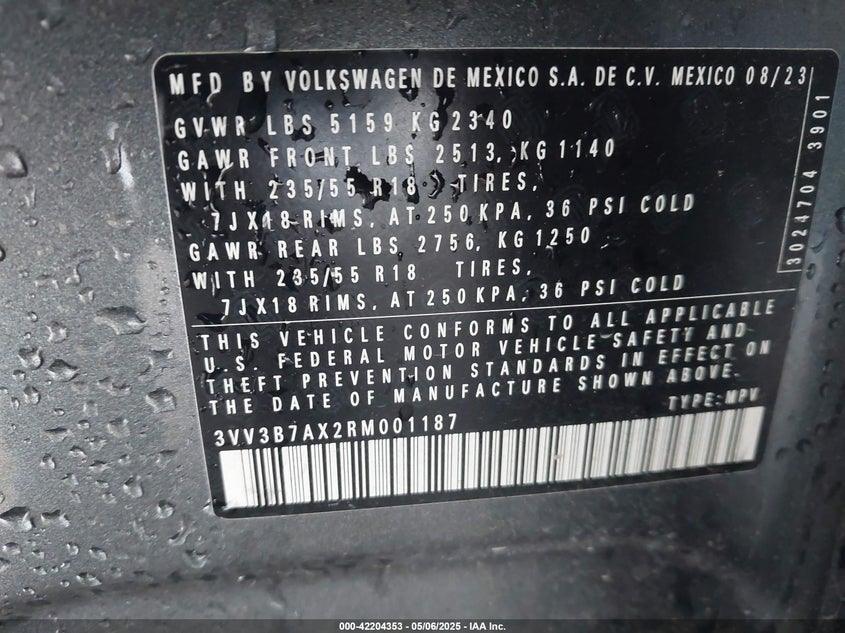 MFD BY VOLKSWAGEN DE MEXICO S.A. DE C.V. MEXICO 08/23
GVWR LBS 5159 KG 2340
GAWR FRONT LBS 2513, KG 1140
WITH 235/55 R18 TIRES,
7JX18 RIMS, AT 250 KPA, 36 PSI COLD
GAWR REAR LBS 2756, KG 1250
WITH 235/55 R18 TIRES,
7JX18 RIMS, AT 250 KPA, 36 PSI COLD
THIS VEHICLE CONFORMS TO ALL APPLICABLE
U.S. FEDERAL MOTOR VEHICLE SAFETY AND
THEFT PREVENTION STANDARDS IN EFFECT ON
THE DATE OF MANUFACTURE SHOWN ABOVE.
3VV3B7AX2RM001187
TYPE: MPV
3024704 3901
000-42204353 - 05/06/2025 - IAA Inc.